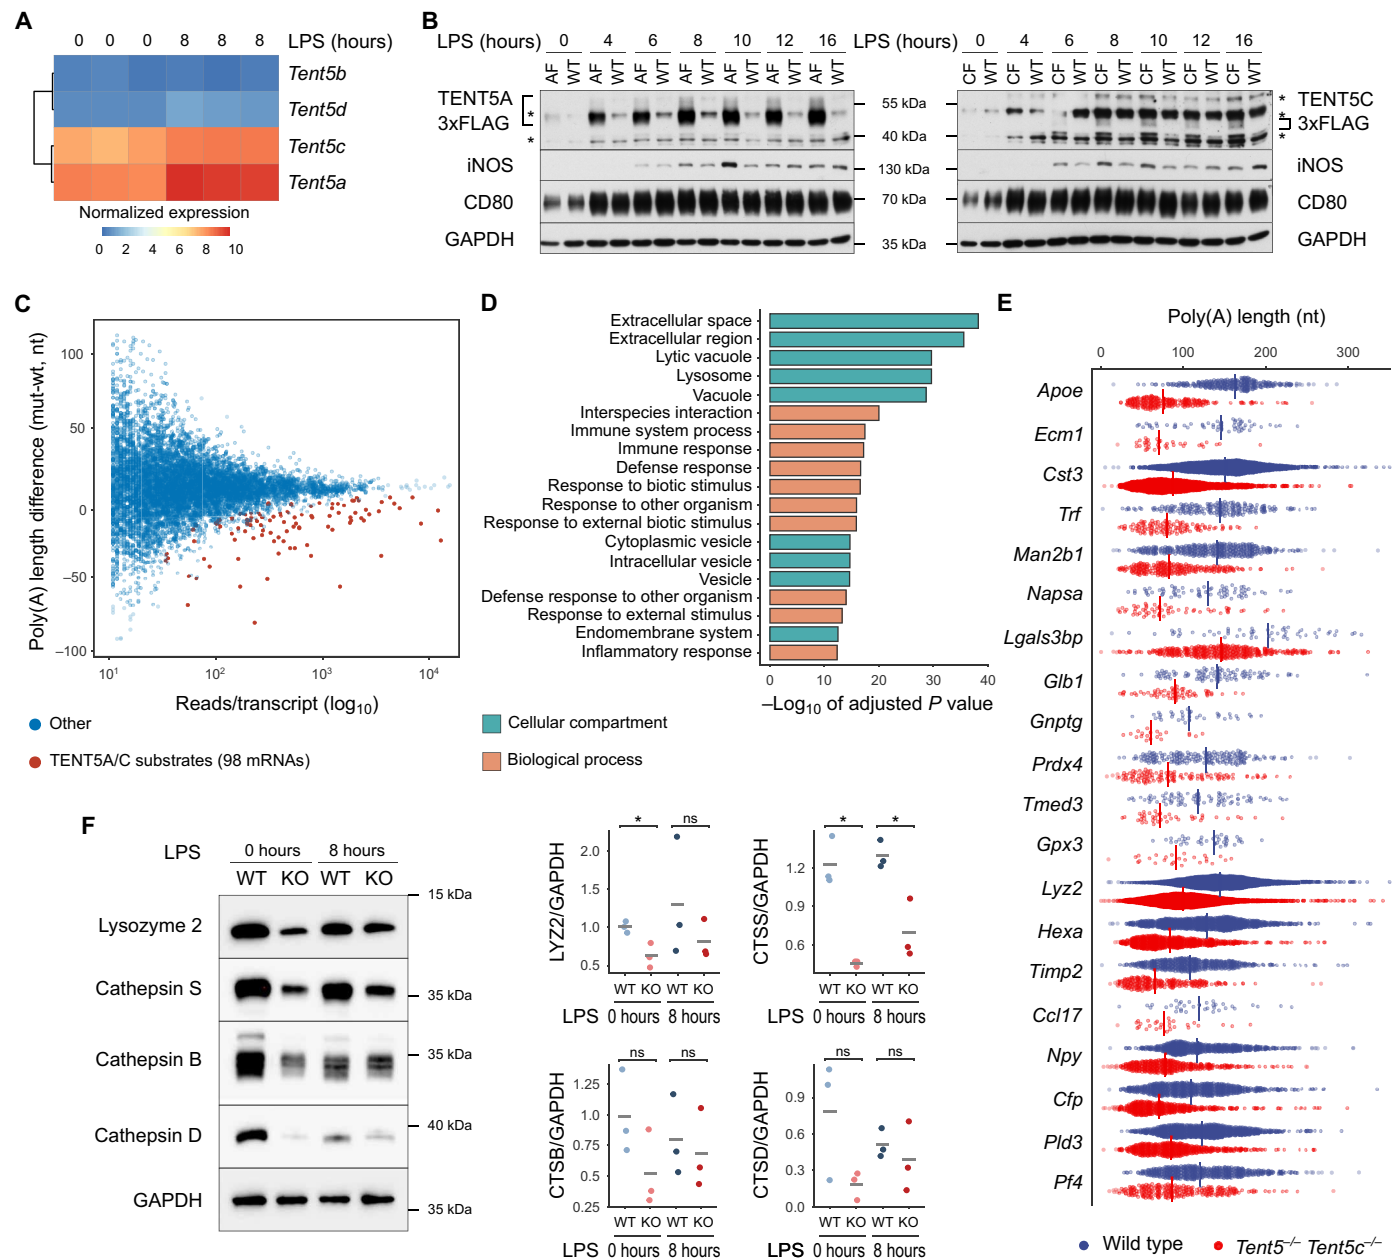 A
0 0 0 8 8 8 LPS (hours)
Tent5b
Tent5d
Tent5c
Tent5a
Normalized expression
0 2 4 6 8 10
B
LPS (hours) 0 4 6 8 10 12 16
AF WT AF WT AF WT AF WT AF WT AF WT AF WT
TENT5A
3xFLAG
*
*
iNOS
CD80
GAPDH
55 kDa
40 kDa
130 kDa
70 kDa
35 kDa
LPS (hours) 0 4 6 8 10 12 16
CF WT CF WT CF WT CF WT CF WT CF WT CF WT
*
*
*
TENT5C
3xFLAG
iNOS
CD80
GAPDH
C
Poly(A) length difference (mut-wt, nt)
100
50
0
−50
−100
101 102 103 104
Reads/transcript (log10)
Other
TENT5A/C substrates (98 mRNAs)
D
Extracellular space
Extracellular region
Lytic vacuole
Lysosome
Vacuole
Interspecies interaction
Immune system process
Immune response
Defense response
Response to biotic stimulus
Response to other organism
Response to external biotic stimulus
Cytoplasmic vesicle
Intracellular vesicle
Vesicle
Defense response to other organism
Response to external stimulus
Endomembrane system
Inflammatory response
0 10 20 30 40
−Log10 of adjusted P value
Cellular compartment
Biological process
E
Poly(A) length (nt)
0 100 200 300
Apoe
Ecm1
Cst3
Trf
Man2b1
Napsa
Lgals3bp
Glb1
Gnptg
Prdx4
Tmed3
Gpx3
Lyz2
Hexa
Timp2
Ccl17
Npy
Cfp
Pld3
Pf4
Wild type
Tent5−/− Tent5c−/−
F
LPS 0 hours 8 hours
WT KO WT KO
Lysozyme 2
Cathepsin S
Cathepsin B
Cathepsin D
GAPDH
15 kDa
35 kDa
35 kDa
40 kDa
35 kDa
LYZ2/GAPDH
* ns
2.0
1.5
1.0
0.5
WT KO WT KO
LPS 0 hours 8 hours
CTSS/GAPDH
* *
1.2
0.9
0.6
WT KO WT KO
LPS 0 hours 8 hours
CTSB/GAPDH
ns ns
1.25
1.0
0.75
0.5
0.25
WT KO WT KO
LPS 0 hours 8 hours
CTSD/GAPDH
ns ns
0.9
0.6
0.3
0.0
WT KO WT KO
LPS 0 hours 8 hours